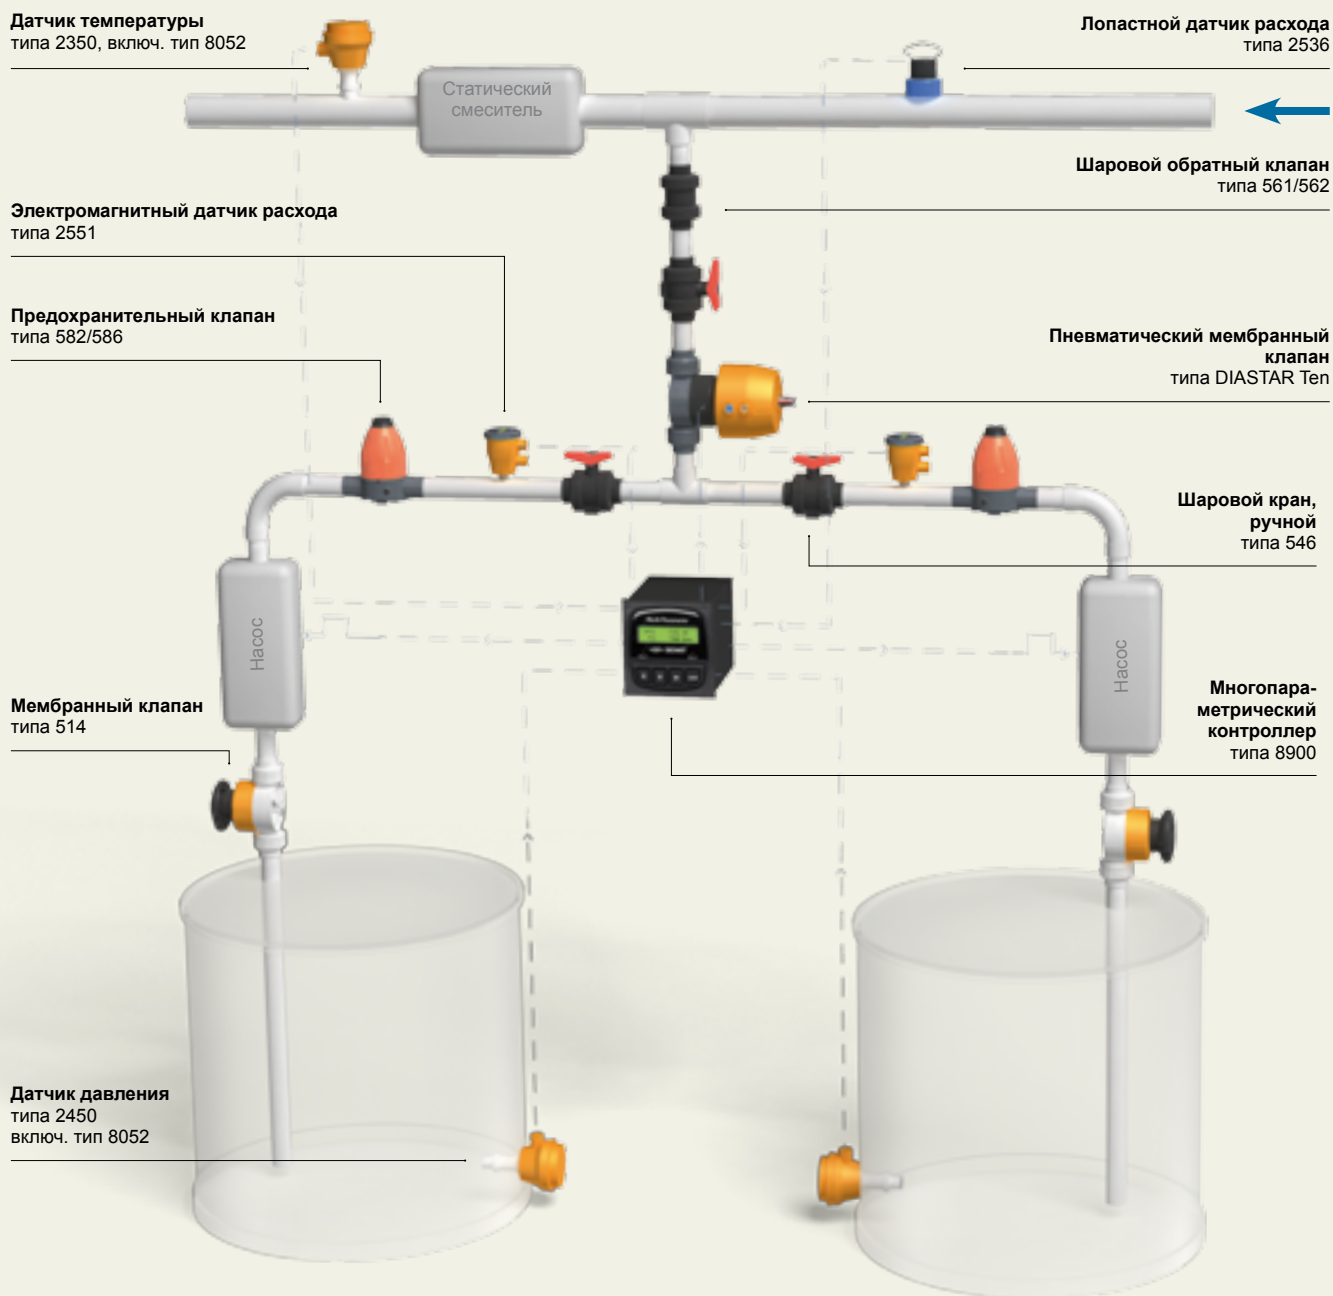 Датчик температуры
типа 2350, включ. тип 8052
Лопастной датчик расхода
типа 2536
Статический
смеситель
Шаровой обратный клапан
типа 561/562
Электромагнитный датчик расхода
типа 2551
Предохранительный клапан
типа 582/586
Пневматический мембранный
клапан
типа DIASTAR Ten
Шаровой кран,
ручной
типа 546
Насос
Насос
Мембранный клапан
типа 514
Многопара-
метрический
контроллер
типа 8900
Датчик давления
типа 2450
включ. тип 8052